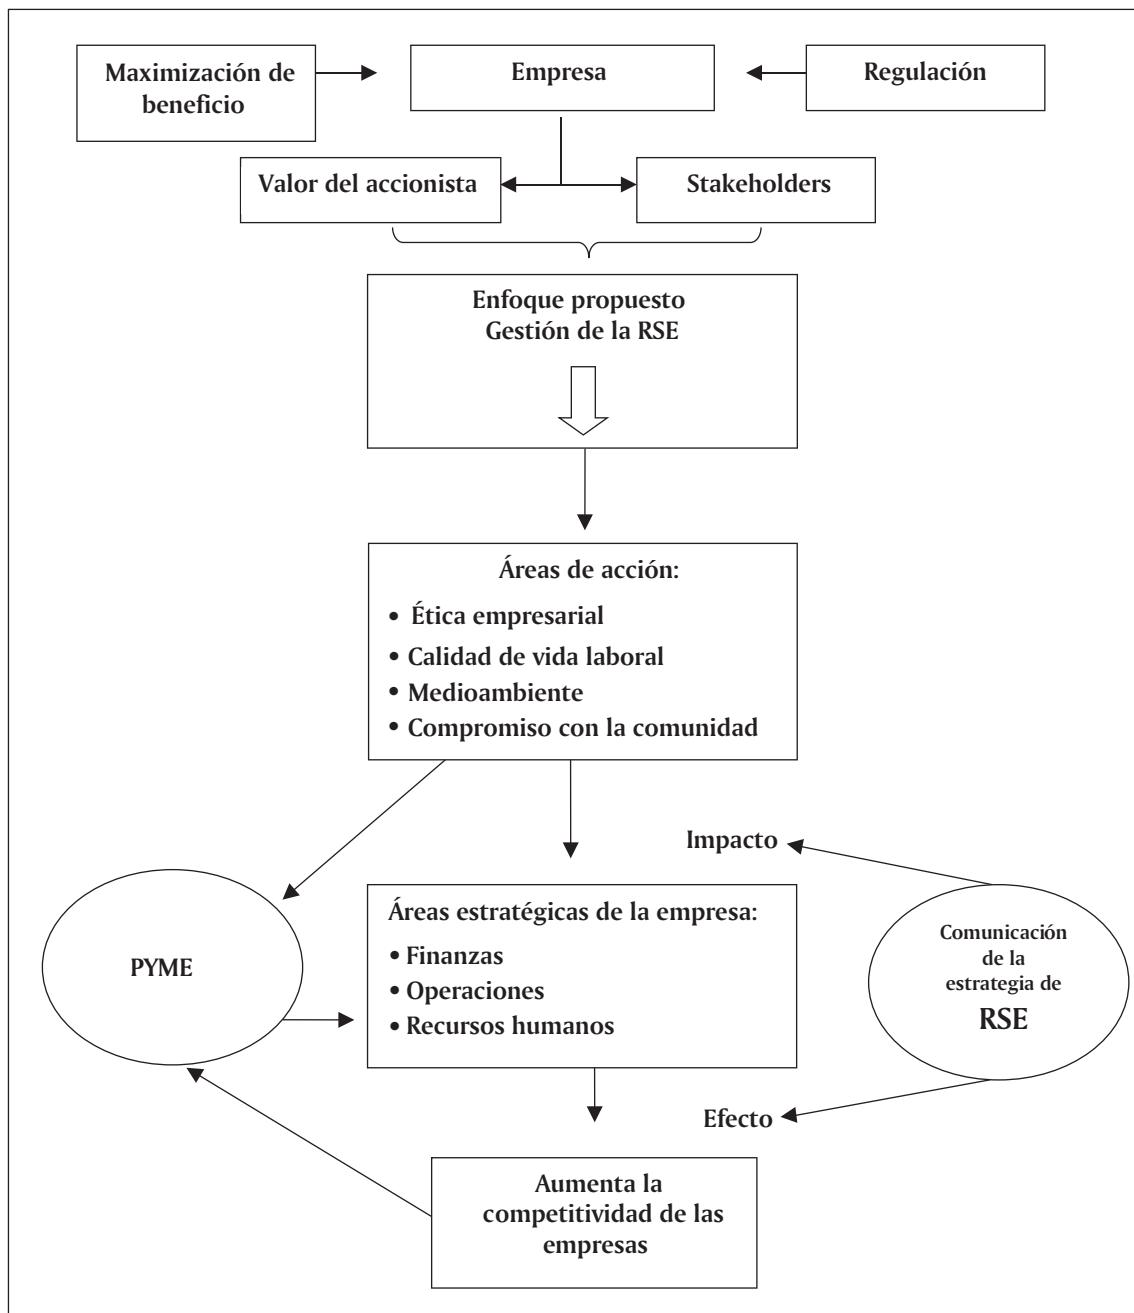 Maximización de
beneficio
Empresa
Regulación
Valor del accionista
Stakeholders
Enfoque propuesto
Gestión de la RSE
Áreas de acción:
• Ética empresarial
• Calidad de vida laboral
• Medioambiente
• Compromiso con la comunidad
Impacto
PYME
Áreas estratégicas de la empresa:
• Finanzas
• Operaciones
• Recursos humanos
Comunicación
de la
estrategia de
RSE
Efecto
Aumenta la
competitividad de las
empresas